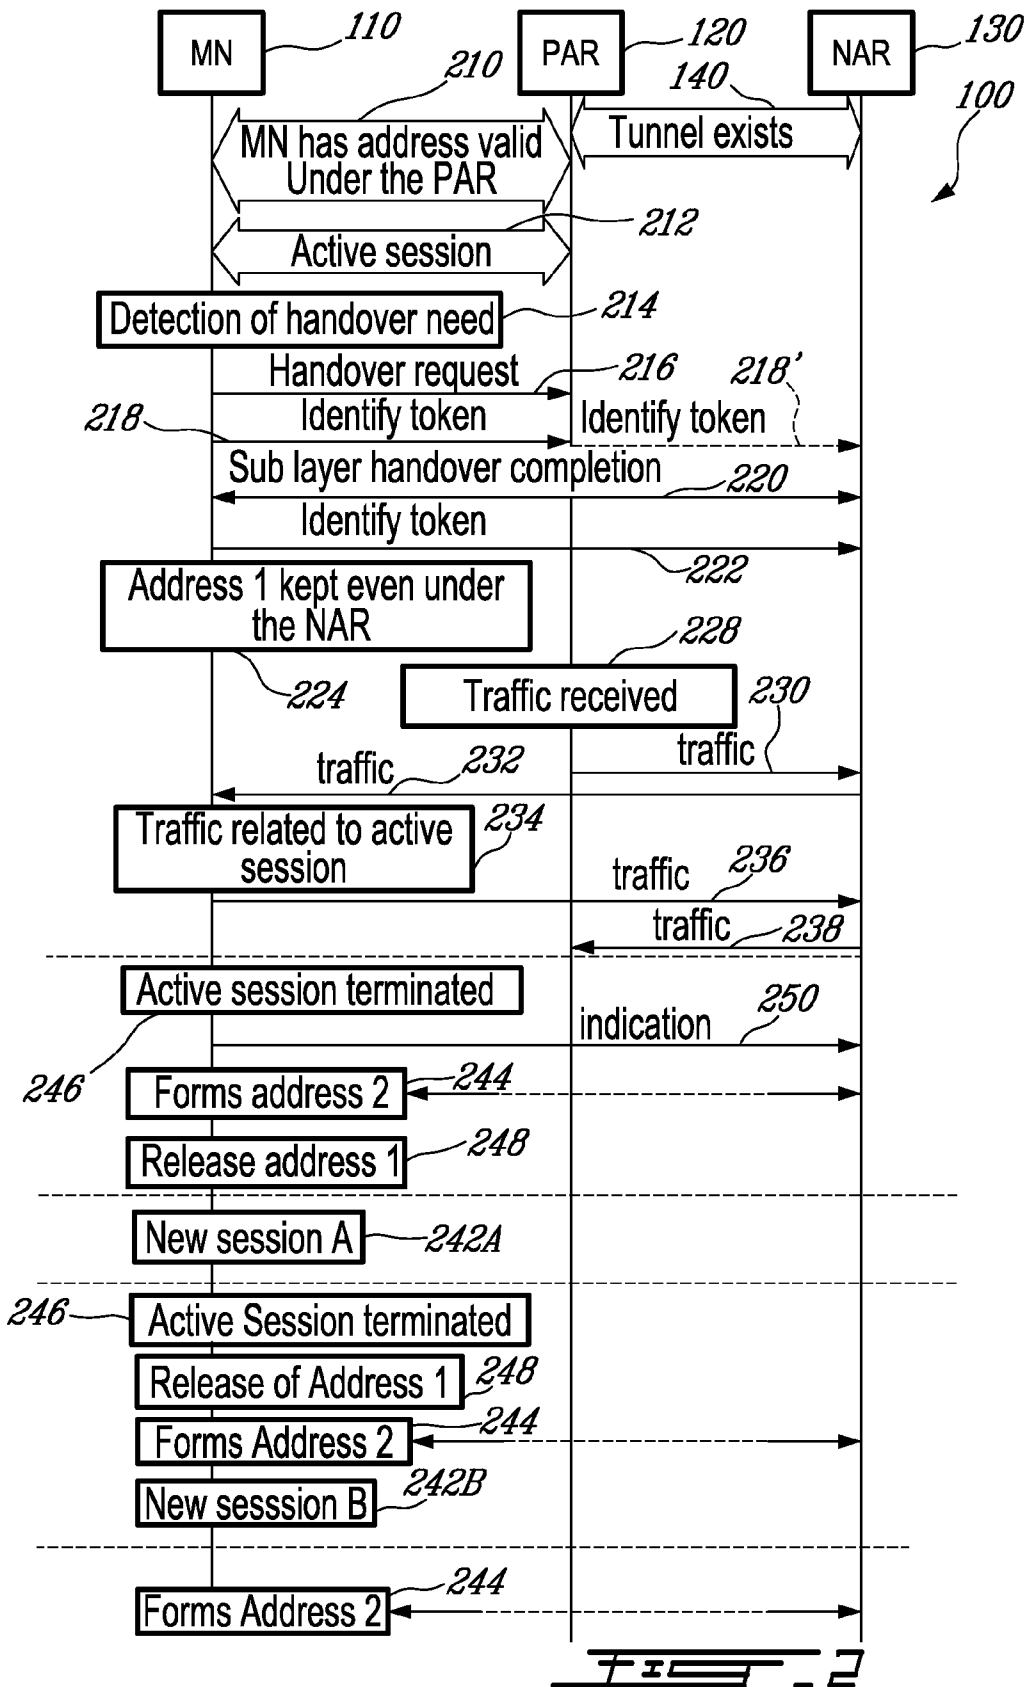 MN 110 PAR 120 NAR 130
210 140 100
MN has address valid
Under the PAR
Tunnel exists
212
Active session
Detection of handover need 214
Handover request 216 218'
218 Identify token Identify token
Sub layer handover completion 220
Identify token 222
Address 1 kept even under
the NAR
224
228
Traffic received
230
traffic
traffic 232
Traffic related to active
session
234
traffic 236
traffic 238
Active session terminated
246
indication 250
Forms address 2 244
Release address 1 248
New session A 242A
246 Active Session terminated
Release of Address 1 248
Forms Address 2 244
New sesssion B 242B
Forms Address 2 244
FIG. 2